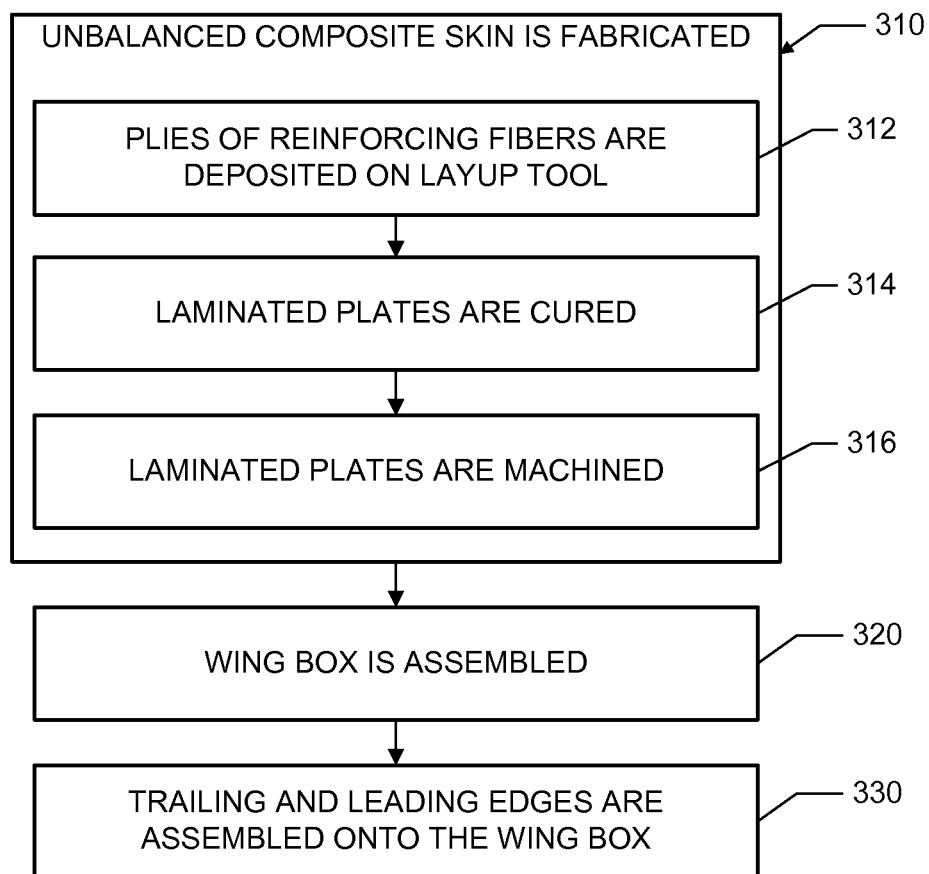 UNBALANCED COMPOSITE SKIN IS FABRICATED
310
PLIES OF REINFORCING FIBERS ARE
DEPOSITED ON LAYUP TOOL
312
LAMINATED PLATES ARE CURED
314
LAMINATED PLATES ARE MACHINED
316
WING BOX IS ASSEMBLED
320
TRAILING AND LEADING EDGES ARE
ASSEMBLED ONTO THE WING BOX
330